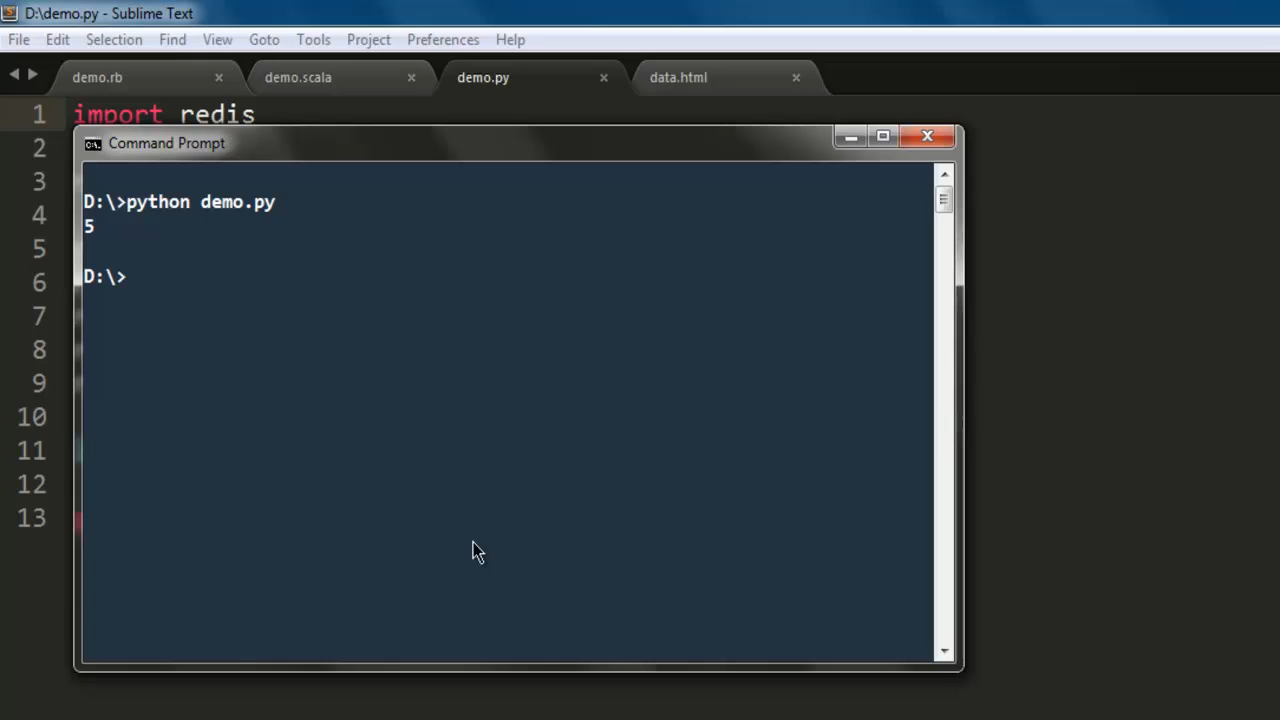 D:\demo.py - Sublime Text
File Edit Selection Find View Goto Tools Project Preferences Help
demo.rb demo.scala demo.py data.html
1 import redis
2
3
4
5
6
7
8
9
10
11
12
13
Command Prompt
D:\>python demo.py
5
D:\>